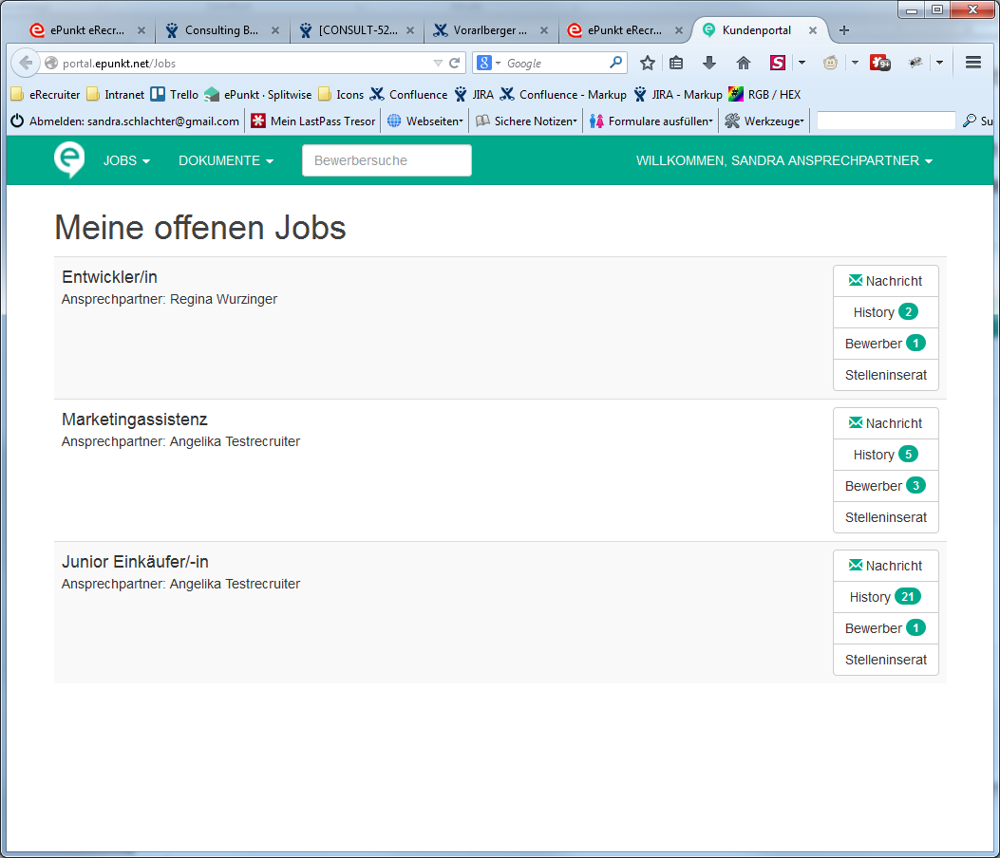 ePunkt eRecr...
Consulting B...
[CONSULT-52...
Vorarlberger ...
ePunkt eRecr...
Kundenportal
portal.epunkt.net/Jobs
Google
eRecruiter
Intranet
Trello
ePunkt · Splitwise
Icons
Confluence
JIRA
Confluence - Markup
JIRA - Markup
RGB / HEX
Abmelden: sandra.schlachter@gmail.com
Mein LastPass Tresor
Webseiten
Sichere Notizen
Formulare ausfüllen
Werkzeuge
Su
JOBS
DOKUMENTE
Bewerbersuche
WILLKOMMEN, SANDRA ANSPRECHPARTNER
Meine offenen Jobs
Entwickler/in
Ansprechpartner: Regina Wurzinger
Nachricht
History 2
Bewerber 1
Stelleninserat
Marketingassistenz
Ansprechpartner: Angelika Testrecruiter
Nachricht
History 5
Bewerber 3
Stelleninserat
Junior Einkäufer/-in
Ansprechpartner: Angelika Testrecruiter
Nachricht
History 21
Bewerber 1
Stelleninserat